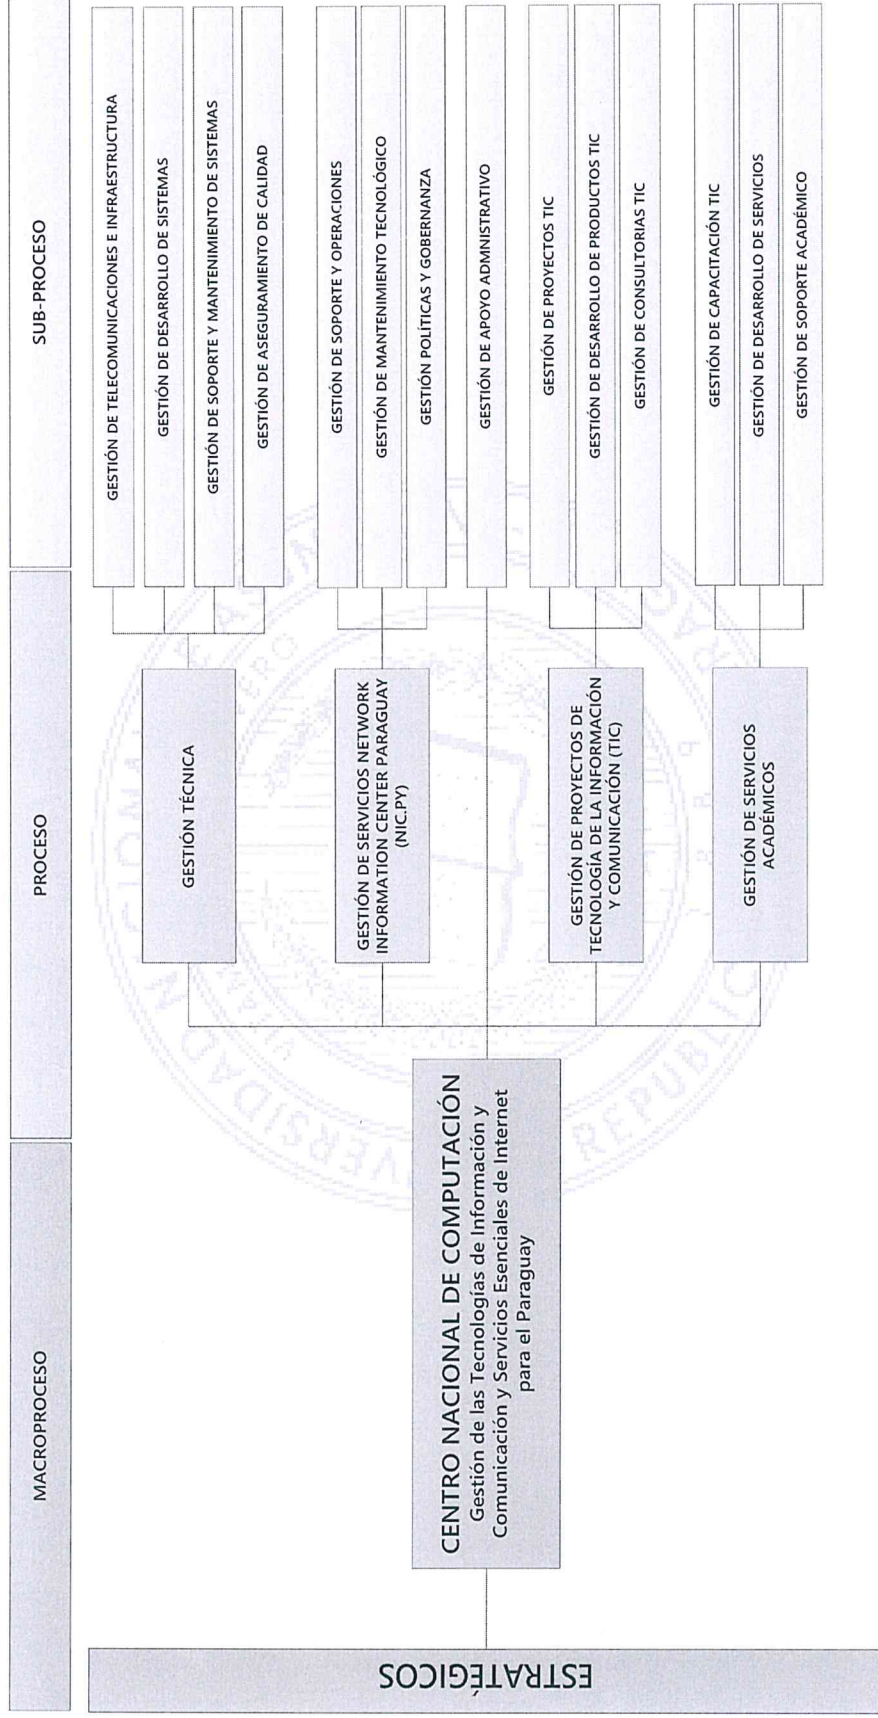 MACROPROCESO
PROCESO
SUB-PROCESO
ESTRATÉGICOS
CENTRO NACIONAL DE COMPUTACIÓN
Gestión de las Tecnologías de Información y
Comunicación y Servicios Esenciales de Internet
para el Paraguay
GESTIÓN TÉCNICA
GESTIÓN DE TELECOMUNICACIONES E INFRAESTRUCTURA
GESTIÓN DE DESARROLLO DE SISTEMAS
GESTIÓN DE SOPORTE Y MANTENIMIENTO DE SISTEMAS
GESTIÓN DE ASEGURAMIENTO DE CALIDAD
GESTIÓN DE SERVICIOS NETWORK
INFORMATION CENTER PARAGUAY
(NIC.PY)
GESTIÓN DE SOPORTE Y OPERACIONES
GESTIÓN DE MANTENIMIENTO TECNOLÓGICO
GESTIÓN POLÍTICAS Y GOBERNANZA
GESTIÓN DE APOYO ADMNISTRATIVO
GESTIÓN DE PROYECTOS DE
TECNOLOGÍA DE LA INFORMACIÓN
Y COMUNICACIÓN (TIC)
GESTIÓN DE PROYECTOS TIC
GESTIÓN DE DESARROLLO DE PRODUCTOS TIC
GESTIÓN DE CONSULTORIAS TIC
GESTIÓN DE SERVICIOS
ACADÉMICOS
GESTIÓN DE CAPACITACIÓN TIC
GESTIÓN DE DESARROLLO DE SERVICIOS
GESTIÓN DE SOPORTE ACADÉMICO